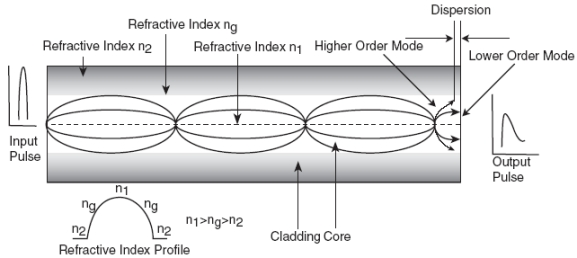 Dispersion
Refractive Index ng
Refractive Index n2
Refractive Index n1
Higher Order Mode
Lower Order Mode
Input
Pulse
Output
Pulse
n1
ng
ng
n2
n2
n1>ng>n2
Refractive Index Profile
Cladding Core